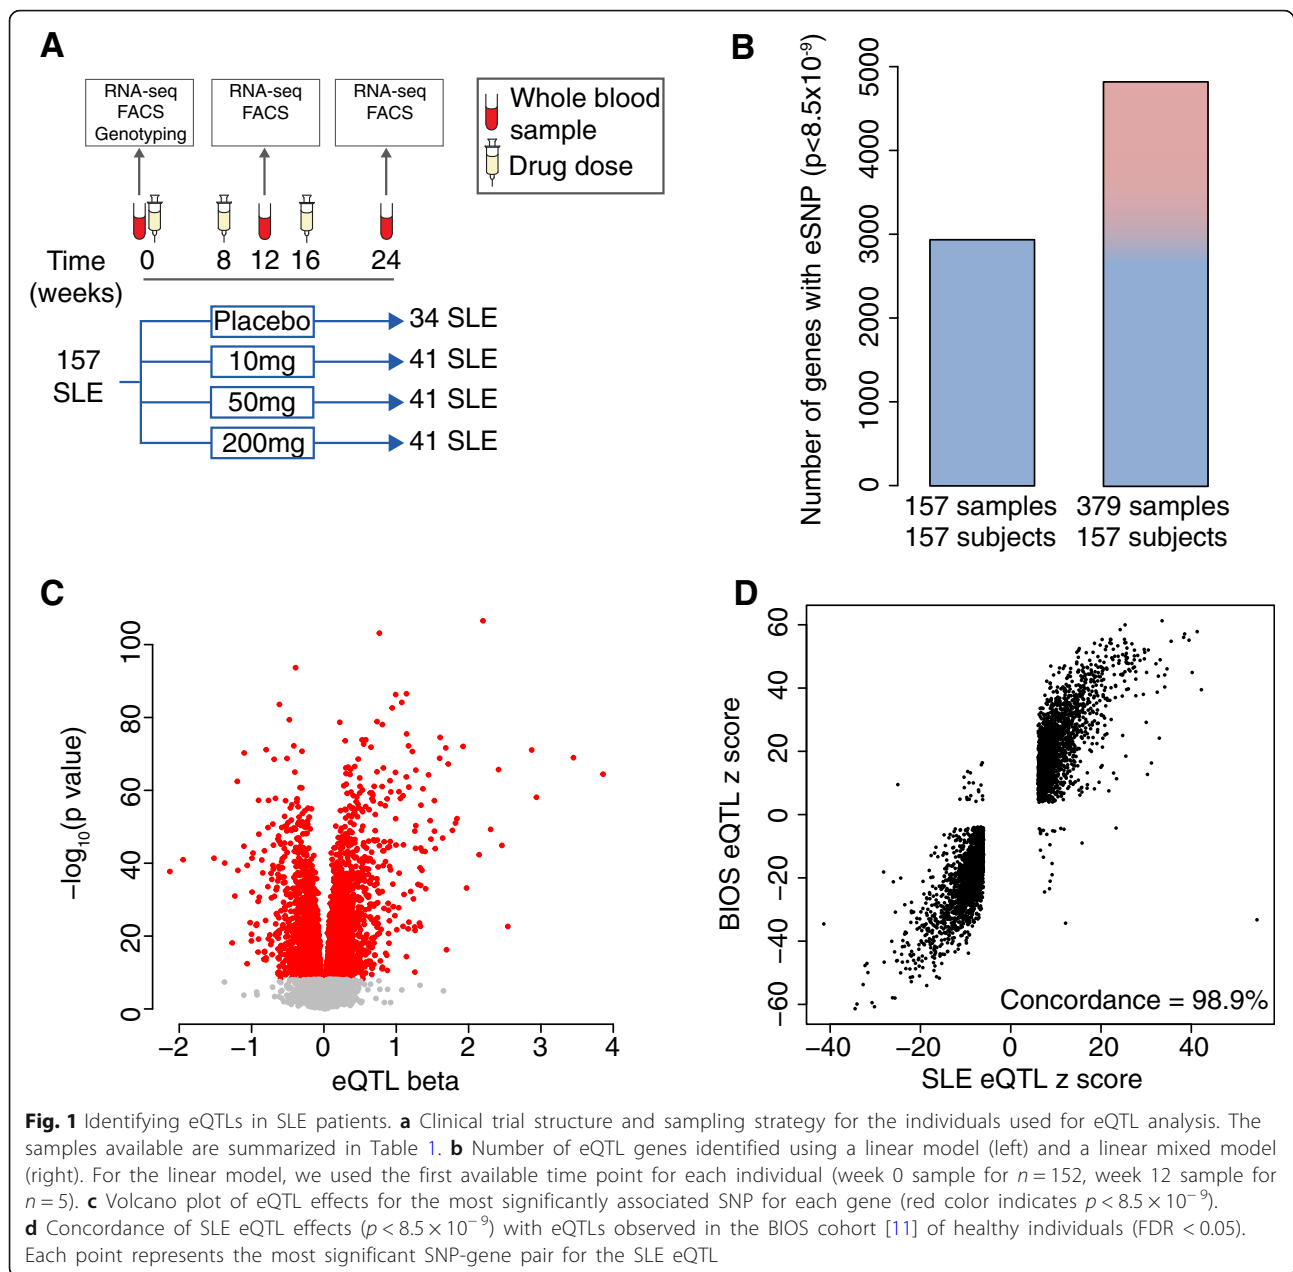 A
RNA-seq
FACS
Genotyping
RNA-seq
FACS
RNA-seq
FACS
Whole blood
sample
Drug dose
Time
(weeks)
0 8 12 16 24
157
SLE
Placebo 34 SLE
10mg 41 SLE
50mg 41 SLE
200mg 41 SLE
B
Number of genes with eSNP (p<8.5x10⁻⁹)
5000
4000
3000
2000
1000
0
157 samples
157 subjects
379 samples
157 subjects
C
−log₁₀(p value)
100
80
60
40
20
0
−2 −1 0 1 2 3 4
eQTL beta
D
BIOS eQTL z score
60
40
20
0
−20
−40
−60
Concordance = 98.9%
−40 −20 0 20 40
SLE eQTL z score
Fig. 1 Identifying eQTLs in SLE patients. a Clinical trial structure and sampling strategy for the individuals used for eQTL analysis. The
samples available are summarized in Table 1. b Number of eQTL genes identified using a linear model (left) and a linear mixed model
(right). For the linear model, we used the first available time point for each individual (week 0 sample for n = 152, week 12 sample for
n = 5). c Volcano plot of eQTL effects for the most significantly associated SNP for each gene (red color indicates p < 8.5 × 10⁻⁹).
d Concordance of SLE eQTL effects (p < 8.5 × 10⁻⁹) with eQTLs observed in the BIOS cohort [11] of healthy individuals (FDR < 0.05).
Each point represents the most significant SNP-gene pair for the SLE eQTL